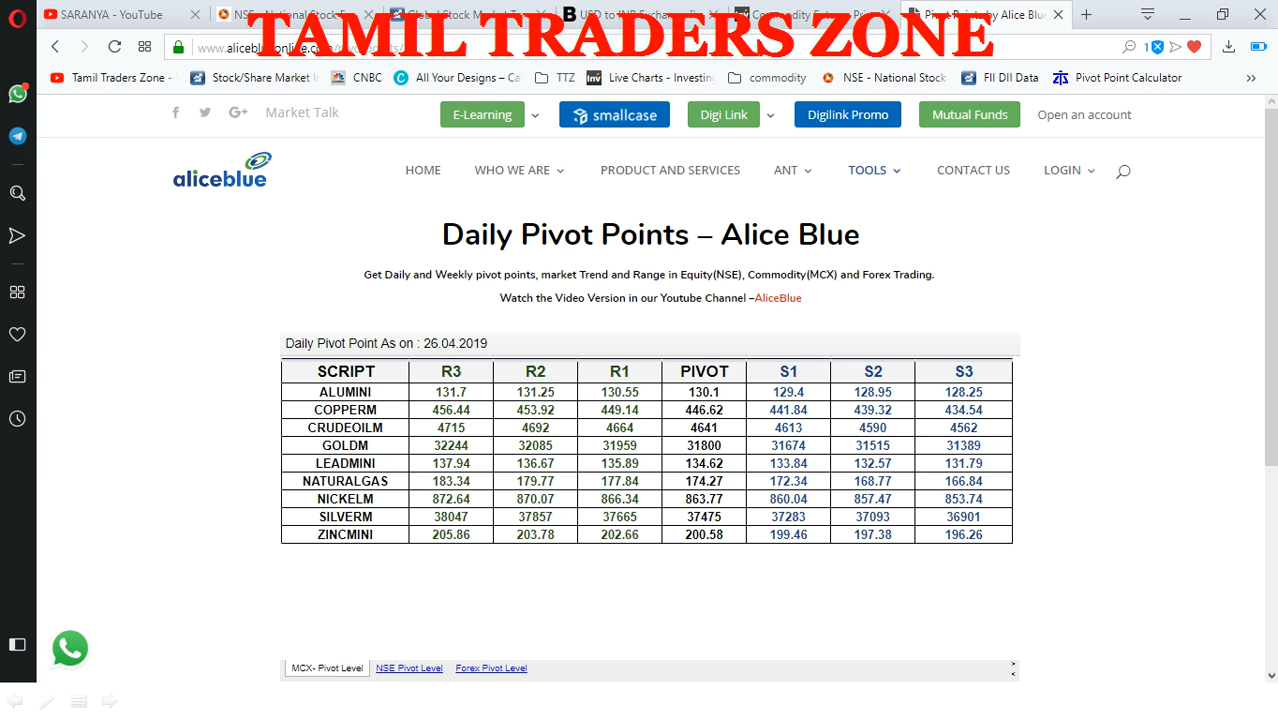 SARANYA - YouTube
TAMIL TRADERS ZONE
Tamil Traders Zone - Stock/Share Market CNBC All Your Designs – Ca TTZ Live Charts - Investin commodity NSE - National Stock FII DII Data Pivot Point Calculator
Market Talk E-Learning smallcase Digi Link Digilink Promo Mutual Funds Open an account
aliceblue HOME WHO WE ARE PRODUCT AND SERVICES ANT TOOLS CONTACT US LOGIN
Daily Pivot Points – Alice Blue
Get Daily and Weekly pivot points, market Trend and Range in Equity(NSE), Commodity(MCX) and Forex Trading.
Watch the Video Version in our Youtube Channel –AliceBlue
Daily Pivot Point As on : 26.04.2019
SCRIPT R3 R2 R1 PIVOT S1 S2 S3
ALUMINI 131.7 131.25 130.55 130.1 129.4 128.95 128.25
COPPERM 456.44 453.92 449.14 446.62 441.84 439.32 434.54
CRUDEOILM 4715 4692 4664 4641 4613 4590 4562
GOLDM 32244 32085 31959 31800 31674 31515 31389
LEADMINI 137.94 136.67 135.89 134.62 133.84 132.57 131.79
NATURALGAS 183.34 179.77 177.84 174.27 172.34 168.77 166.84
NICKELM 872.64 870.07 866.34 863.77 860.04 857.47 853.74
SILVERM 38047 37857 37665 37475 37283 37093 36901
ZINCMINI 205.86 203.78 202.66 200.58 199.46 197.38 196.26
MCX- Pivot Level NSE Pivot Level Forex Pivot Level